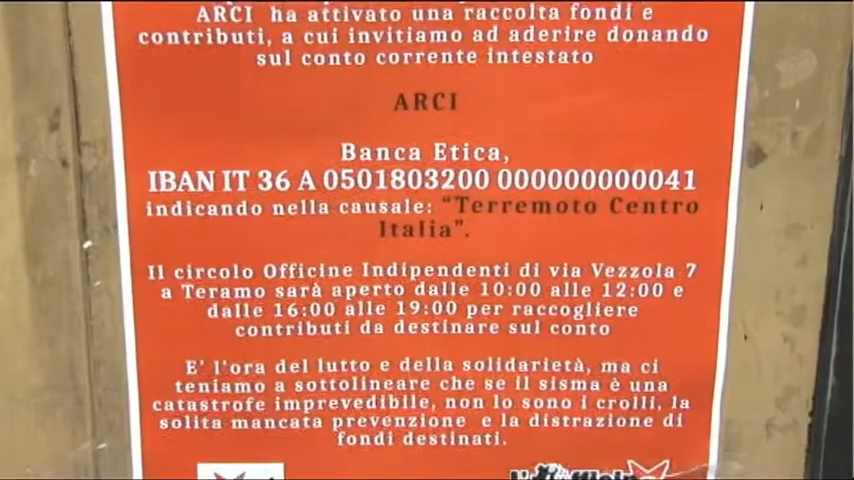 ARCI ha attivato una raccolta fondi e
contributi, a cui invitiamo ad aderire donando
sul conto corrente intestato
ARCI
Banca Etica,
IBAN IT 36 A 0501803200 000000000041
indicando nella causale: "Terremoto Centro
Italia".
Il circolo Officine Indipendenti di via Vezzola 7
a Teramo sarà aperto dalle 10:00 alle 12:00 e
dalle 16:00 alle 19:00 per raccogliere
contributi da destinare sul conto
E' l'ora del lutto e della solidarietà, ma ci
teniamo a sottolineare che se il sisma è una
catastrofe imprevedibile, non lo sono i crolli, la
solita mancata prevenzione e la distrazione di
fondi destinati.